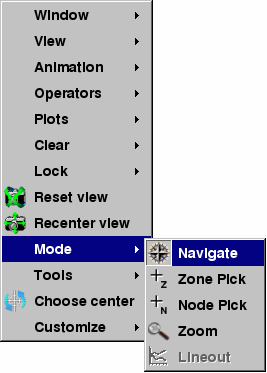 Window
View
Animation
Operators
Plots
Clear
Lock
Reset view
Recenter view
Mode
Navigate
Tools
Zone Pick
Choose center
Node Pick
Customize
Zoom
Lineout